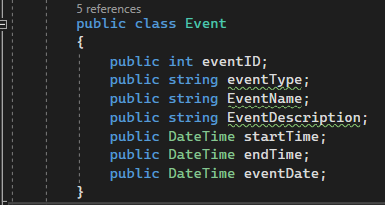 5 references
public class Event
{
public int eventID;
public string eventType;
public string EventName;
public string EventDescription;
public DateTime startTime;
public DateTime endTime;
public DateTime eventDate;
}